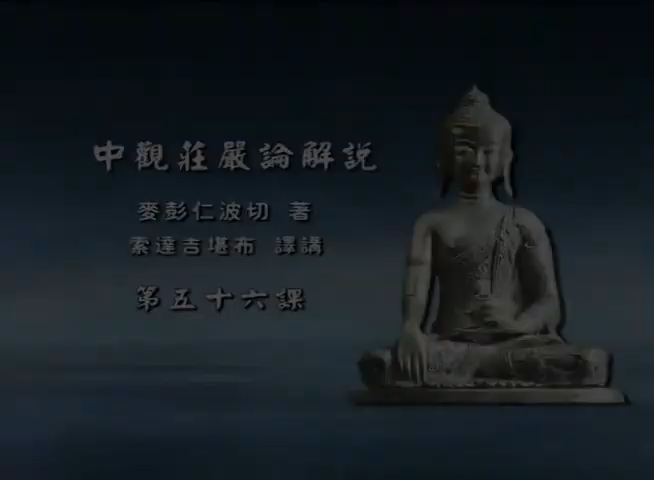 中觀莊嚴論解説
麥彭仁波切 著
索達吉堪布 譯講
第五十六課